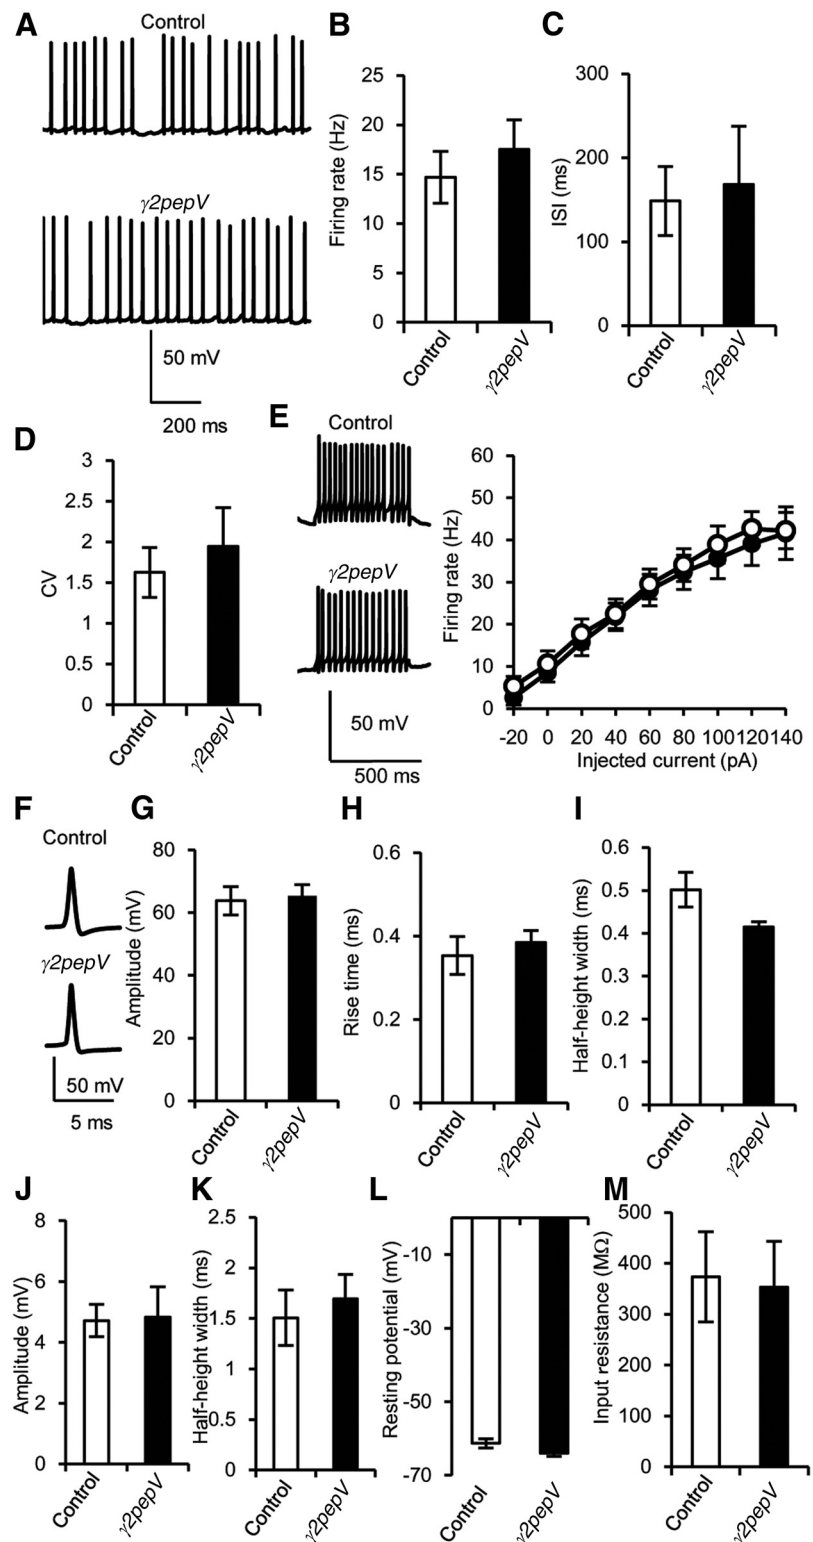 A
Control
γ2pepV
50 mV
200 ms
B
Firing rate (Hz)
25
20
15
10
5
0
Control
γ2pepV
C
ISI (ms)
300
200
100
0
Control
γ2pepV
D
CV
3
2.5
2
1.5
1
0.5
0
Control
γ2pepV
E
Control
γ2pepV
50 mV
500 ms
Firing rate (Hz)
60
50
40
30
20
10
0
-20 0 20 40 60 80 100 120 140
Injected current (pA)
F
Control
γ2pepV
50 mV
5 ms
G
Amplitude (mV)
80
60
40
20
0
Control
γ2pepV
H
Rise time (ms)
0.6
0.4
0.2
0
Control
γ2pepV
I
Half-height width (ms)
0.6
0.5
0.4
0.3
0.2
0.1
0
Control
γ2pepV
J
Amplitude (mV)
8
6
4
2
0
Control
γ2pepV
K
Half-height width (ms)
2.5
2
1.5
1
0.5
0
Control
γ2pepV
L
Resting potential (mV)
-10
-30
-50
-70
Control
γ2pepV
M
Input resistance (MΩ)
500
400
300
200
100
0
Control
γ2pepV